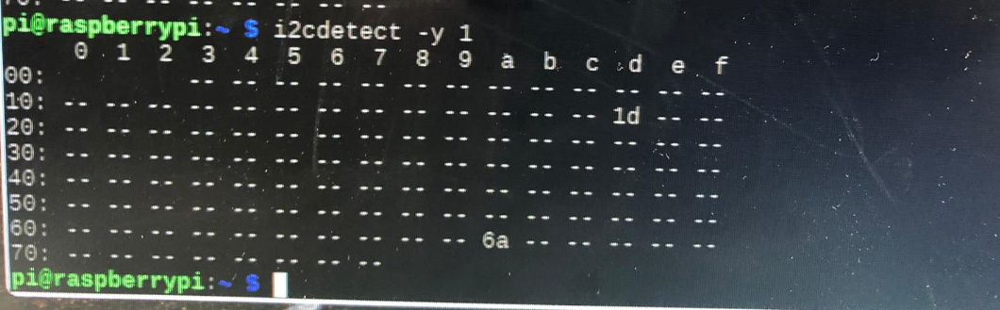 70: -- -- -- -- -- -- -- --
pi@raspberrypi:~ $ i2cdetect -y 1
     0  1  2  3  4  5  6  7  8  9  a  b  c  d  e  f
00:          -- -- -- -- -- -- -- -- -- -- -- -- --
10: -- -- -- -- -- -- -- -- -- -- -- -- -- 1d -- --
20: -- -- -- -- -- -- -- -- -- -- -- -- -- -- -- --
30: -- -- -- -- -- -- -- -- -- -- -- -- -- -- -- --
40: -- -- -- -- -- -- -- -- -- -- -- -- -- -- -- --
50: -- -- -- -- -- -- -- -- -- -- -- -- -- -- -- --
60: -- -- -- -- -- -- -- -- -- -- 6a -- -- -- -- --
70: -- -- -- -- -- -- -- --
pi@raspberrypi:~ $